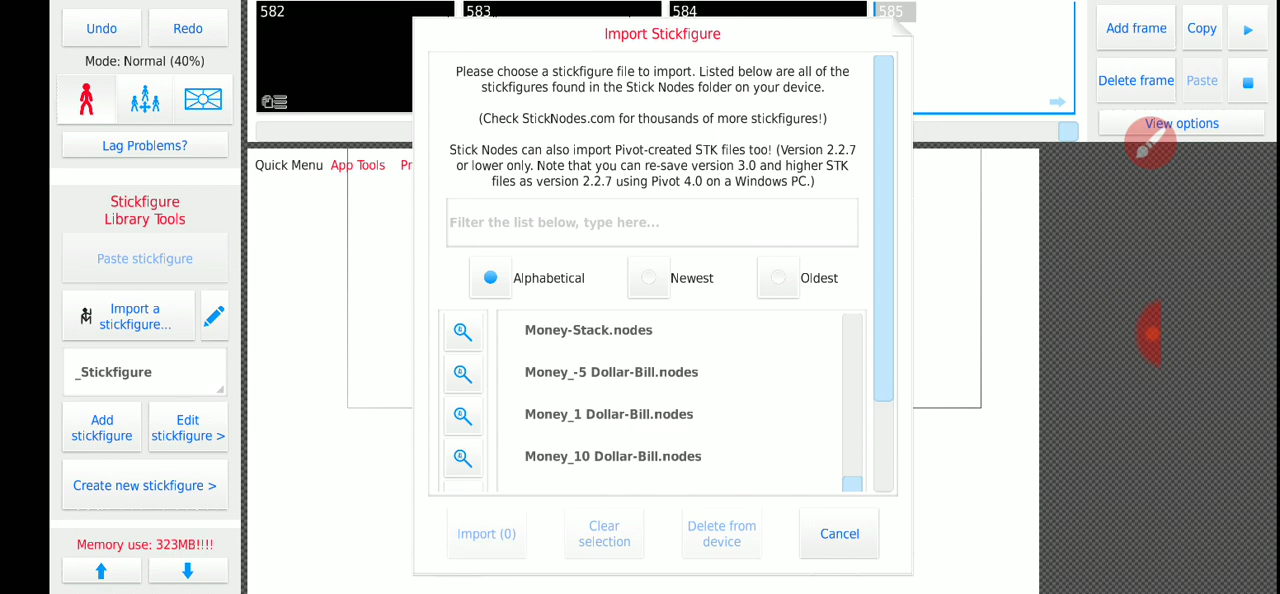 Undo
Redo
Mode: Normal (40%)
Lag Problems?
Stickfigure
Library Tools
Paste stickfigure
Import a
stickfigure...
_Stickfigure
Add
stickfigure
Edit
stickfigure >
Create new stickfigure >
Memory use: 323MB!!!!
582
583
584
585
Quick Menu
App Tools
Pr
Import Stickfigure
Please choose a stickfigure file to import. Listed below are all of the
stickfigures found in the Stick Nodes folder on your device.
(Check StickNodes.com for thousands of more stickfigures!)
Stick Nodes can also import Pivot-created STK files too! (Version 2.2.7
or lower only. Note that you can re-save version 3.0 and higher STK
files as version 2.2.7 using Pivot 4.0 on a Windows PC.)
Filter the list below, type here...
Alphabetical
Newest
Oldest
Money-Stack.nodes
Money_-5 Dollar-Bill.nodes
Money_1 Dollar-Bill.nodes
Money_10 Dollar-Bill.nodes
Import (0)
Clear
selection
Delete from
device
Cancel
Add frame
Copy
Delete frame
Paste
View options